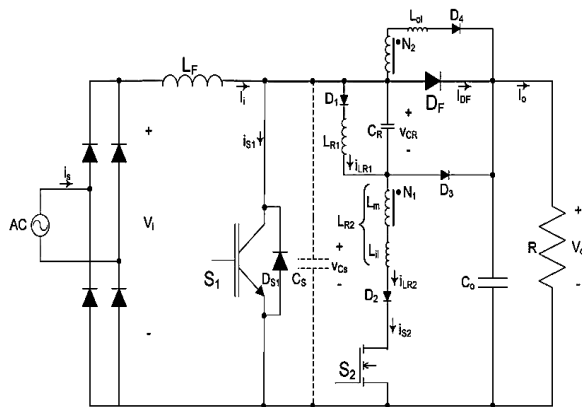 L_ol D_4
N_2
L_F
I_i
D_F
i_DF
I_o
D_1
C_R
V_CR
+
-
L_R1
i_LR1
D_3
i_S1
i_s
AC
+
V_i
-
L_m
N_1
L_R2
L_il
S_1
D_S1
C_S
+
V_Cs
-
i_LR2
D_2
i_S2
S_2
C_o
R
+
V_o
-